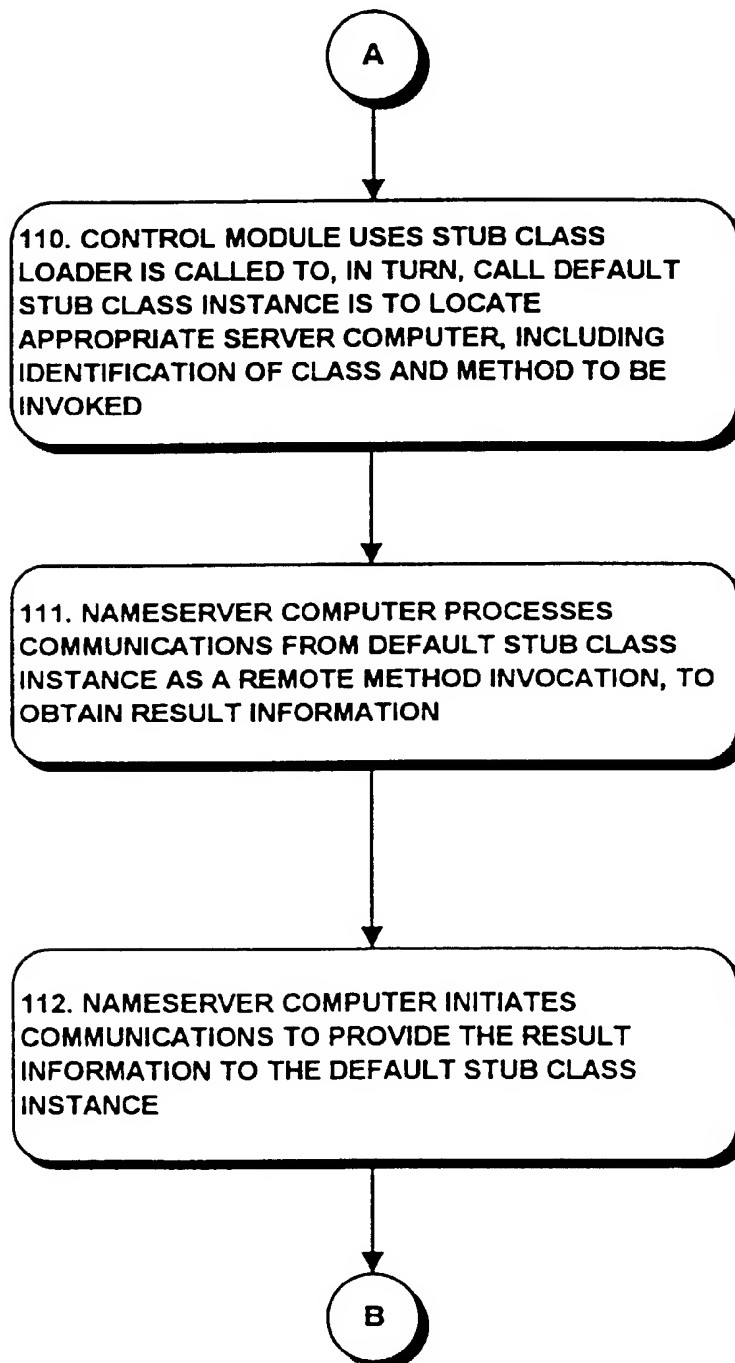 A
110. CONTROL MODULE USES STUB CLASS
LOADER IS CALLED TO, IN TURN, CALL DEFAULT
STUB CLASS INSTANCE IS TO LOCATE
APPROPRIATE SERVER COMPUTER, INCLUDING
IDENTIFICATION OF CLASS AND METHOD TO BE
INVOKED
111. NAMESERVER COMPUTER PROCESSES
COMMUNICATIONS FROM DEFAULT STUB CLASS
INSTANCE AS A REMOTE METHOD INVOCATION, TO
OBTAIN RESULT INFORMATION
112. NAMESERVER COMPUTER INITIATES
COMMUNICATIONS TO PROVIDE THE RESULT
INFORMATION TO THE DEFAULT STUB CLASS
INSTANCE
B